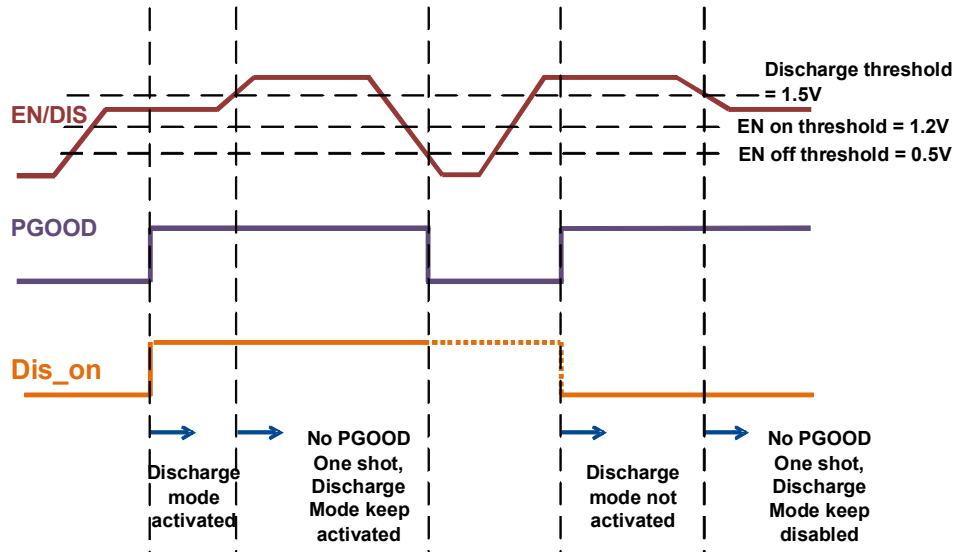 Discharge threshold
= 1.5V
EN/DIS
EN on threshold = 1.2V
EN off threshold = 0.5V
PGOOD
Dis_on
Discharge
mode
activated
No PGOOD
One shot,
Discharge
Mode keep
activated
Discharge
mode not
activated
No PGOOD
One shot,
Discharge
Mode keep
disabled